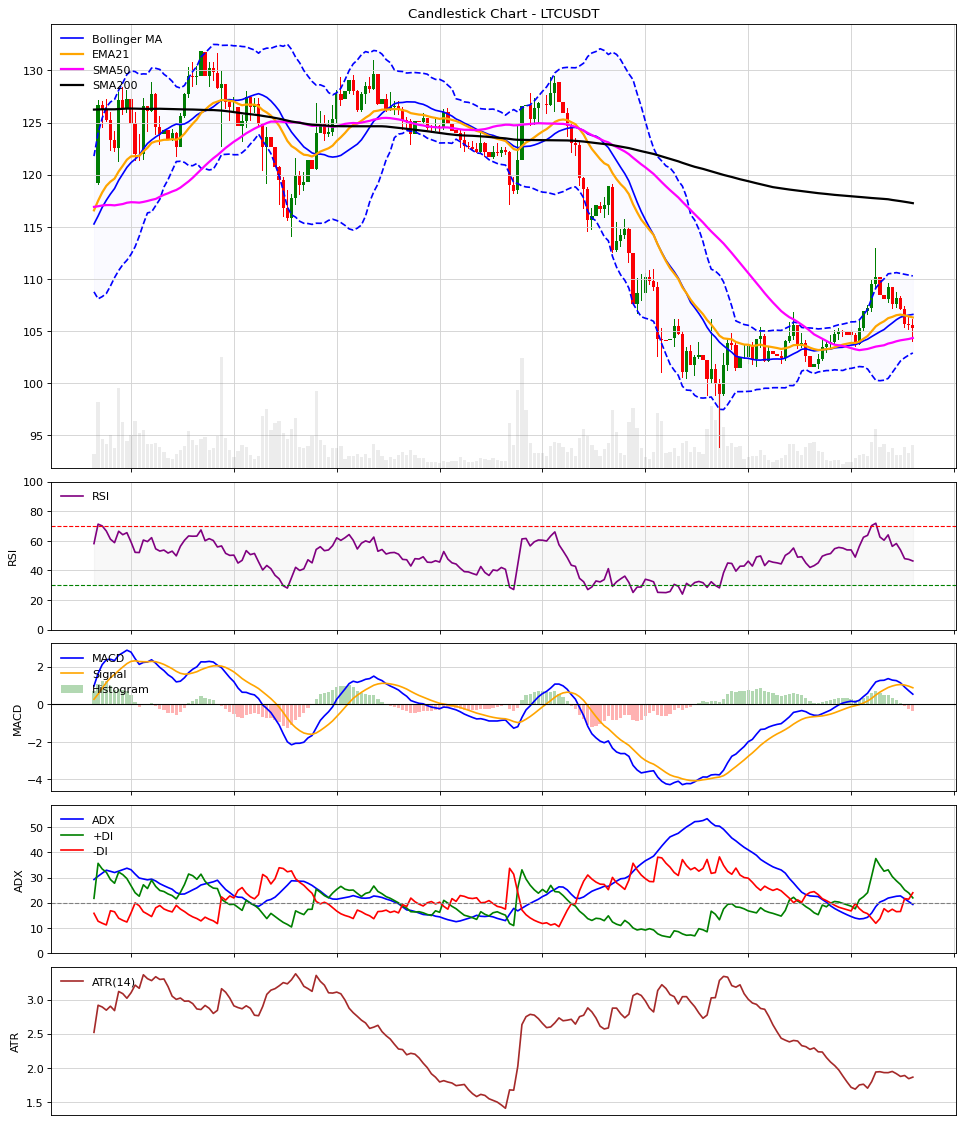 Candlestick Chart - LTCUSDT
Bollinger MA
EMA21
SMA50
SMA200
130
125
120
115
110
105
100
95
RSI
RSI
100
80
60
40
20
0
MACD
Signal
Histogram
MACD
2
0
−2
−4
ADX
+DI
-DI
ADX
50
40
30
20
10
0
ATR(14)
ATR
3.0
2.5
2.0
1.5